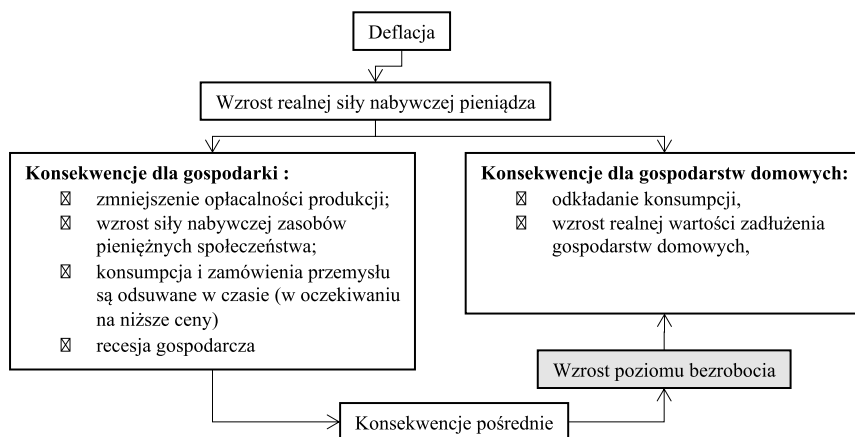 Deflacja
Wzrost realnej siły nabywczej pieniądza
Konsekwencje dla gospodarki :
zmniejszenie opłacalności produkcji;
wzrost siły nabywczej zasobów
pieniężnych społeczeństwa;
konsumpcja i zamówienia przemysłu
są odsuwane w czasie (w oczekiwaniu
na niższe ceny)
recesja gospodarcza
Konsekwencje dla gospodarstw domowych:
odkładanie konsumpcji,
wzrost realnej wartości zadłużenia
gospodarstw domowych,
Wzrost poziomu bezrobocia
Konsekwencje pośrednie